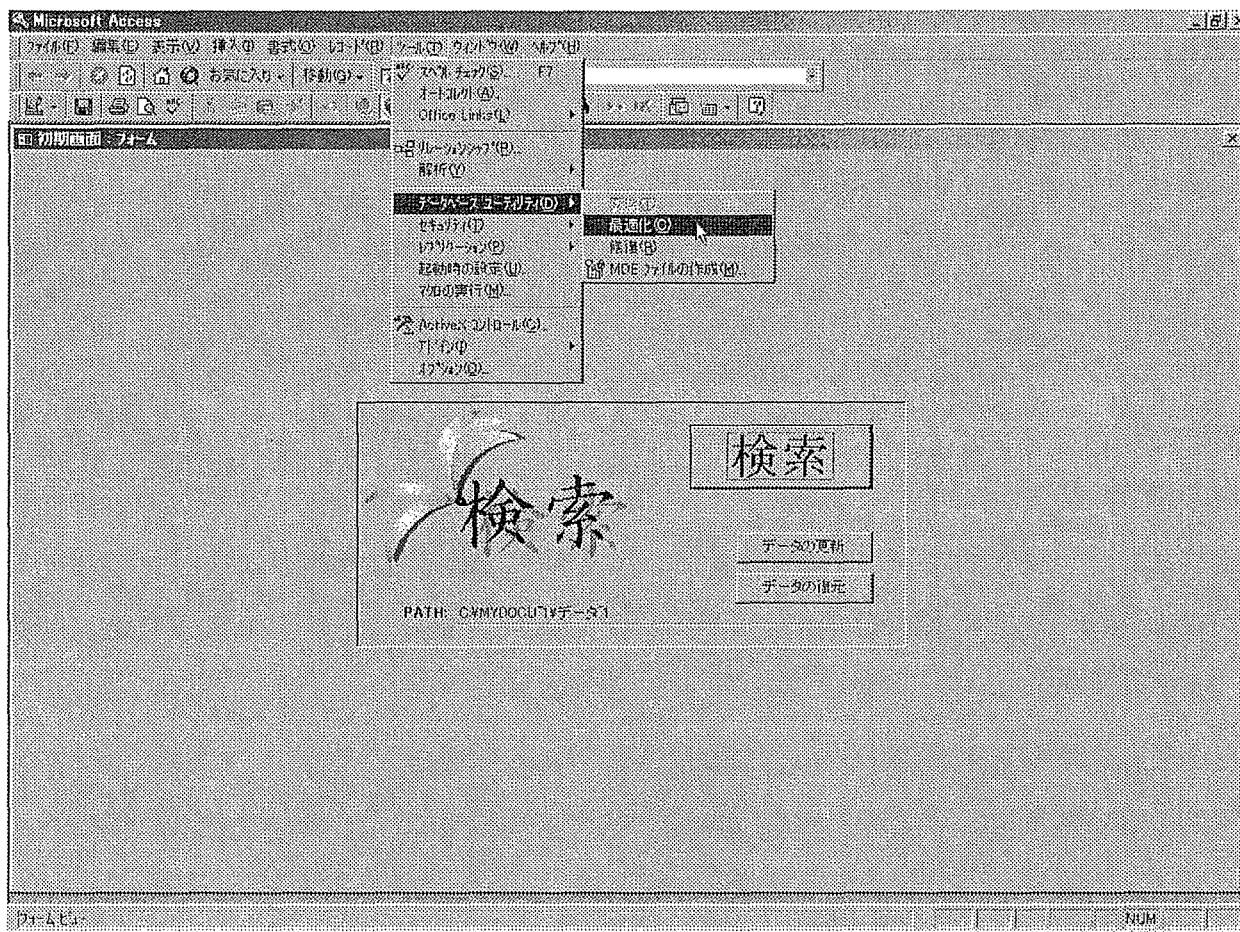 Microsoft Access
ファイル(F) 編集(E) 表示(V) 挿入(I) 書式(O) レコード(R) ツール(T) ウィンドウ(W) ヘルプ(H)
お気に入り 移動(G)
スペル チェック(S)... F7
オートコレクト(A)...
Office Links(L)
初期画面 : フォーム
リレーションシップ(R)...
解析(Y)
データベース ユーティリティ(D)
変換(T)
セキュリティ(T)
最適化(C)
レプリケーション(P)
修復(R)
起動時の設定(U)...
MDE ファイルの作成(M)...
マクロの実行(M)...
ActiveX コントロール(C)...
アドイン(I)
オプション(O)...
検索
検索
データの更新
データの復元
PATH: C:¥MYDOCU~1¥データ~1
フォーム ビュー
NUM